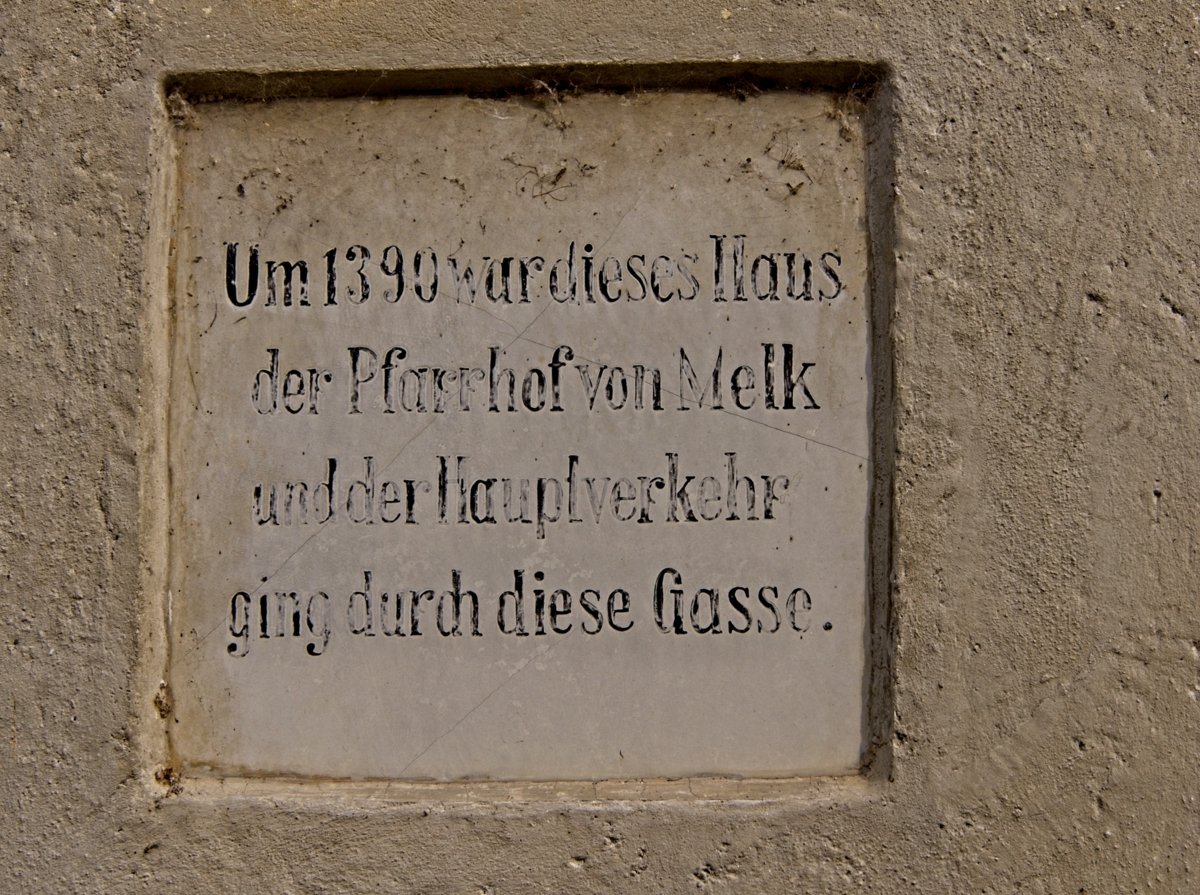 Um 1390 war dieses Haus
der Pfarrhof von Melk
und der Hauptverkehr
ging durch diese Gasse.